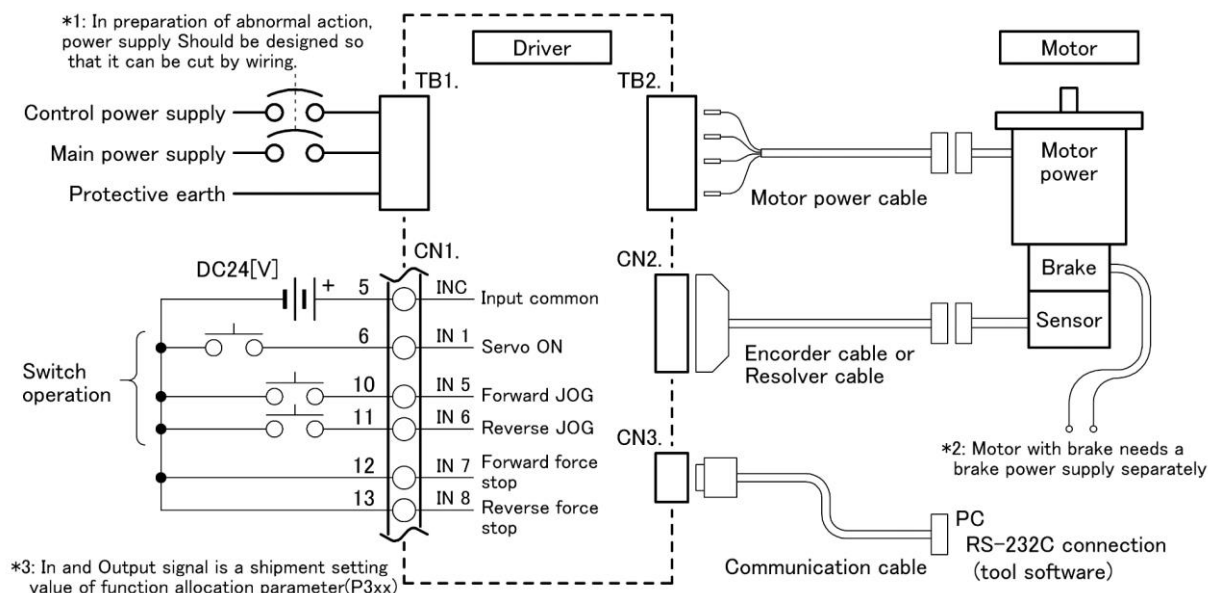 *1: In preparation of abnormal action,
power supply Should be designed so
that it can be cut by wiring.
Driver
Motor
TB1.
TB2.
Control power supply
Main power supply
Protective earth
Motor
power
Motor power cable
CN1.
CN2.
DC24[V]
+
5
INC
Input common
Brake
6
IN 1
Servo ON
Sensor
Switch
operation
Encorder cable or
Resolver cable
10
IN 5
Forward JOG
11
IN 6
Reverse JOG
CN3.
*2: Motor with brake needs a
brake power supply separately
12
IN 7
Forward force
stop
13
IN 8
Reverse force
stop
PC
RS-232C connection
(tool software)
Communication cable
*3: In and Output signal is a shipment setting
value of function allocation parameter(P3xx)